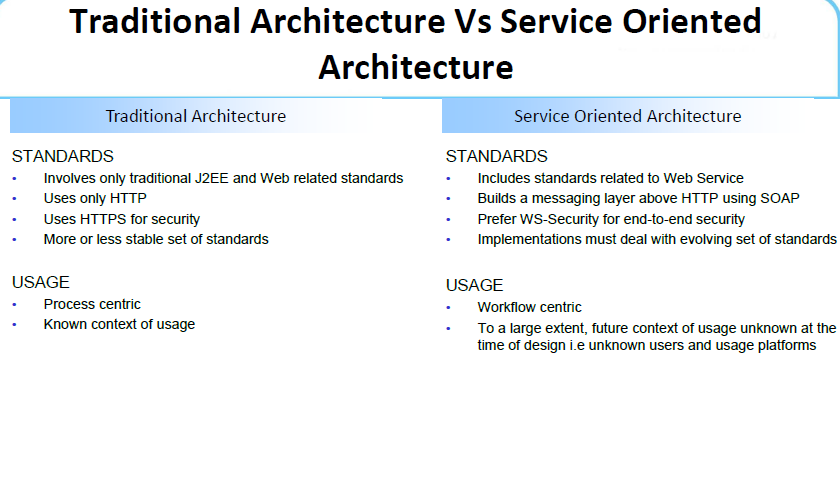 Traditional Architecture Vs Service Oriented
Architecture
Traditional Architecture
STANDARDS
• Involves only traditional J2EE and Web related standards
• Uses only HTTP
• Uses HTTPS for security
• More or less stable set of standards
USAGE
• Process centric
• Known context of usage
Service Oriented Architecture
STANDARDS
• Includes standards related to Web Service
• Builds a messaging layer above HTTP using SOAP
• Prefer WS-Security for end-to-end security
• Implementations must deal with evolving set of standards
USAGE
• Workflow centric
• To a large extent, future context of usage unknown at the
time of design i.e unknown users and usage platforms